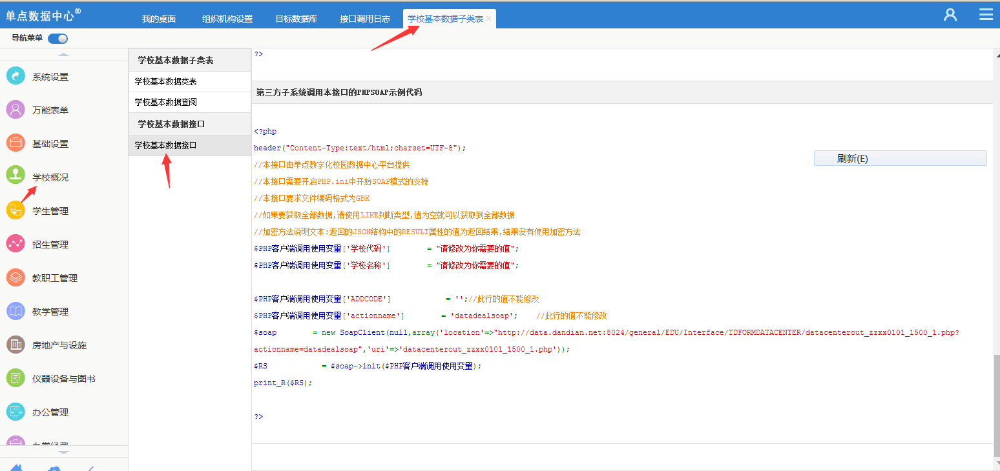 单点数据中心®
我的桌面
组织机构设置
目标数据库
接口调用日志
学校基本数据子类表 ×
导航菜单
系统设置
万能表单
基础设置
学校概况
学生管理
招生管理
教职工管理
教学管理
房地产与设施
仪器设备与图书
办公管理
学校基本数据子类表
学校基本数据类表
学校基本数据查阅
学校基本数据接口
学校基本数据接口
?>
第三方子系统调用本接口的PHPSOAP示例代码
<?php
header("Content-Type:text/html;charset=UTF-8");
刷新(E)
//本接口由单点数字化校园数据中心平台提供
//本接口需要开启PHP.ini中开始SOAP模式的支持
//本接口要求文件编码格式为GBK
//如果要获取全部数据,请使用LIKE判断类型,值为空就可以获取到全部数据
//加密方法说明文本:返回的JSON结构中的RESULT属性的值为返回结果,结果没有使用加密方法
$PHP客户端调用使用变量['学校代码'] = "请修改为你需要的值";
$PHP客户端调用使用变量['学校名称'] = "请修改为你需要的值";
$PHP客户端调用使用变量['ADDCODE'] = '';//此行的值不能修改
$PHP客户端调用使用变量['actionname'] = 'datadealsoap'; //此行的值不能修改
$soap = new SoapClient(null,array('location'=>"http://data.dandian.net:8024/general/EDU/Interface/TDFORMDATACENTER/datacenterout_zzxx0101_1500_1.php?
actionname=datadealsoap",'uri'=>'datacenterout_zzxx0101_1500_1.php'));
$RS = $soap->init($PHP客户端调用使用变量);
print_R($RS);
?>